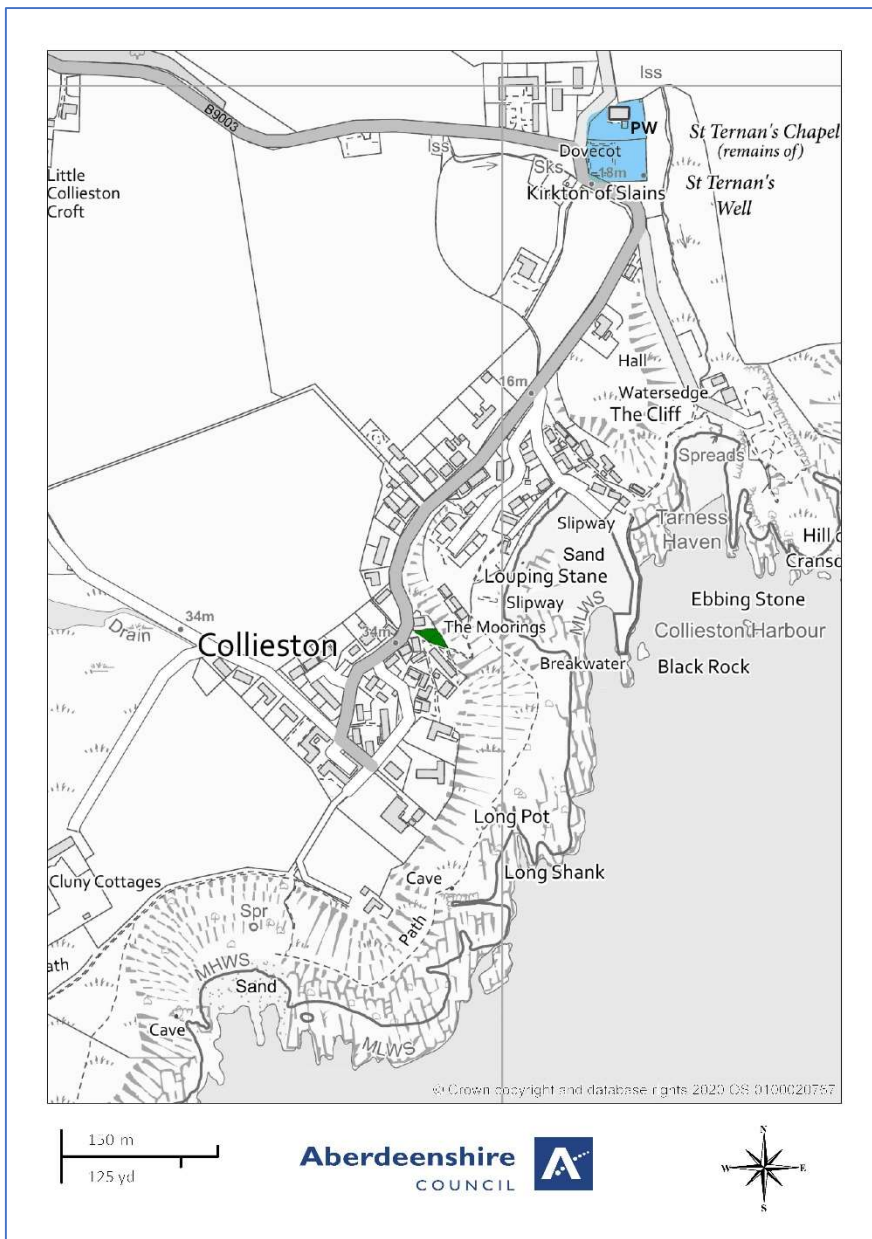 Iss
B9003
PW
St Ternan's Chapel
(remains of)
Iss
Dovecot
Sks
18m
St Ternan's
Well
Little
Collieston
Croft
Kirkton of Slains
Hall
16m
Watersedge
The Cliff
Spreads
Slipway
Tarness
Haven
Sand
Hill
Louping Stane
Ebbing Stone
Slipway
MLWS
34m
Drain
Collieston
34m
The Moorings
Collieston Harbour
Breakwater
Black Rock
Long Pot
Cluny Cottages
Cave
Long Shank
Spr
Path
MHWS
Sand
Cave
MLWS
© Crown copyright and database rights 2020 OS 0100020767
150 m
125 yd
Aberdeenshire
COUNCIL
N
W E
S